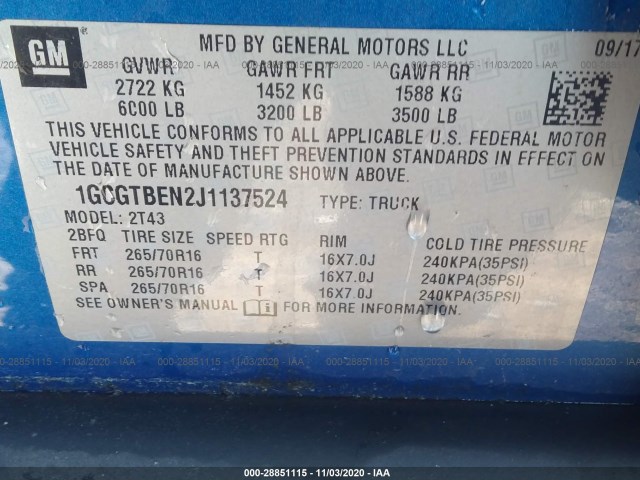 GM
MFD BY GENERAL MOTORS LLC 09/17
GVWR GAWR FRT GAWR RR
2722 KG 1452 KG 1588 KG
6000 LB 3200 LB 3500 LB
THIS VEHICLE CONFORMS TO ALL APPLICABLE U.S. FEDERAL MOTOR
VEHICLE SAFETY AND THEFT PREVENTION STANDARDS IN EFFECT ON
THE DATE OF MANUFACTURE SHOWN ABOVE.
1GCGTBEN2J1137524 TYPE: TRUCK
MODEL: 2T43
2BFQ TIRE SIZE SPEED RTG RIM COLD TIRE PRESSURE
FRT 265/70R16 T 16X7.0J 240KPA(35PSI)
RR 265/70R16 T 16X7.0J 240KPA(35PSI)
SPA 265/70R16 T 16X7.0J 240KPA(35PSI)
SEE OWNER'S MANUAL FOR MORE INFORMATION.
000-28851115 - 11/03/2020 - IAA